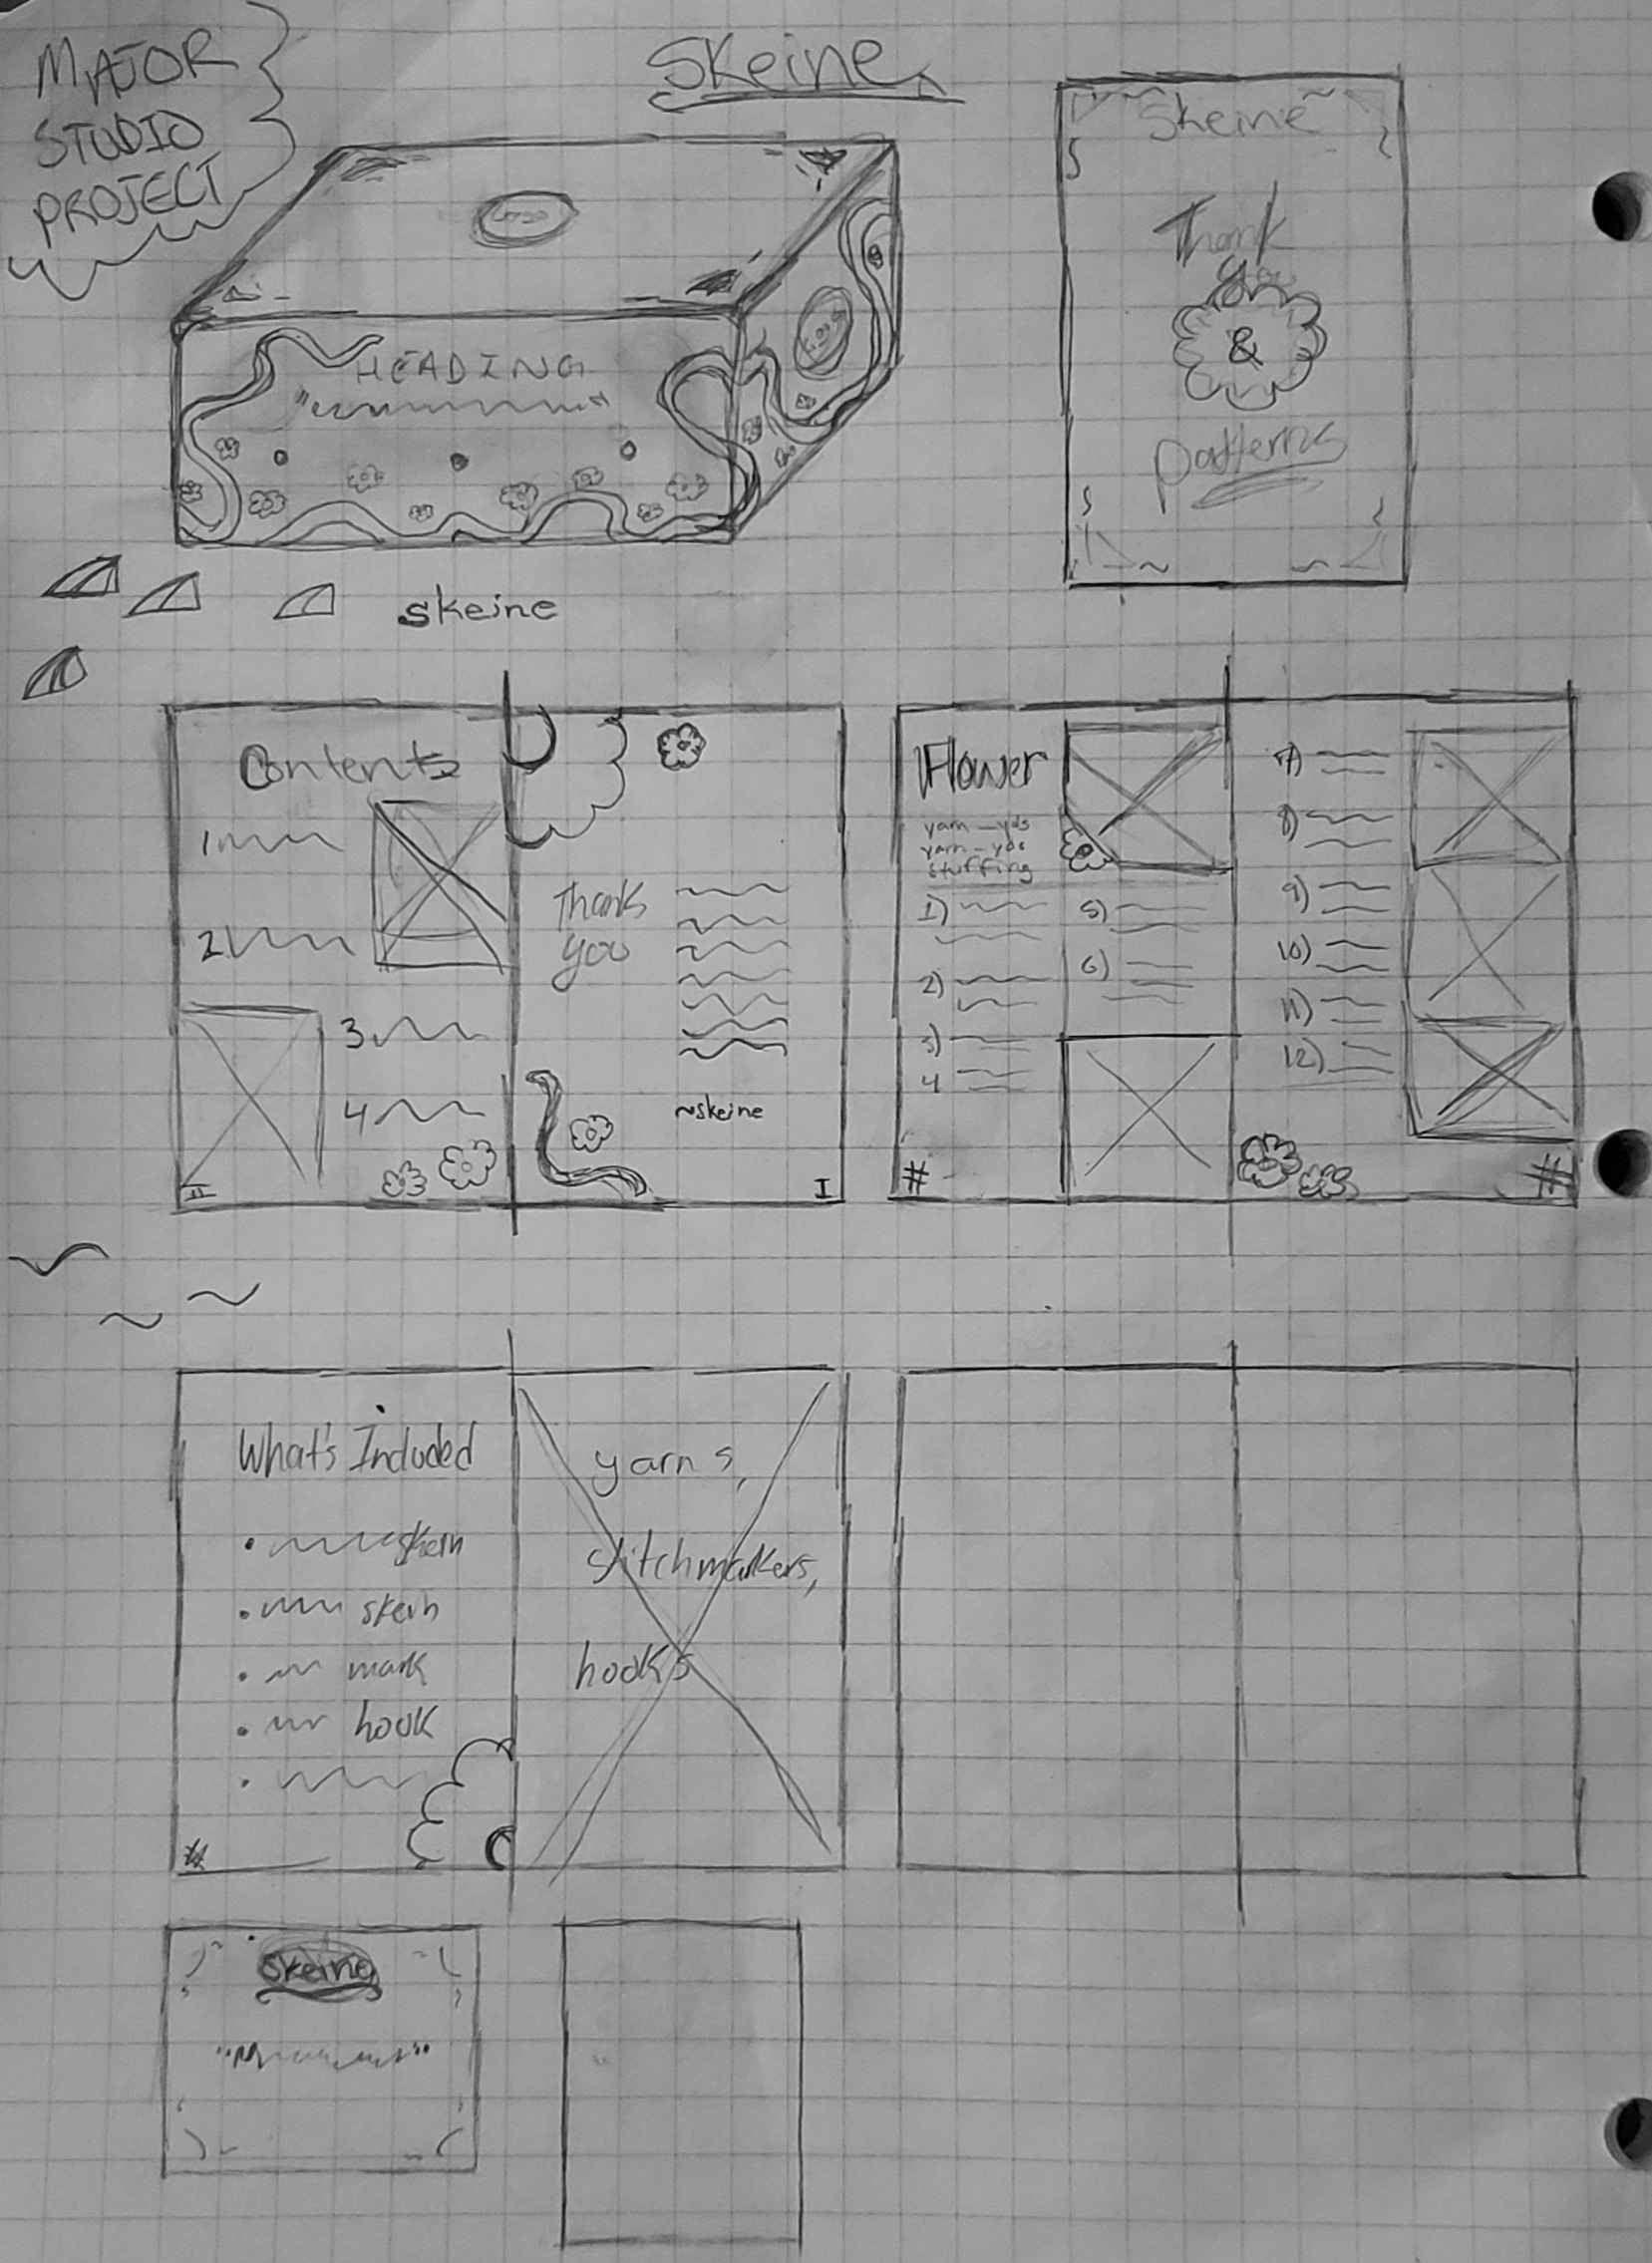 MAJOR
STUDIO
PROJECT
Skeine
Logo
HEADING
Logo
skeine
Skeine
Thank
you
&
patterns
Contents
1
2
3
4
II
Thank
you
~skeine
I
Flower
yarn - yds
yarn - yds
stuffing
1)
2)
3)
4
5)
6)
#
7)
8)
9)
10)
11)
12)
#
What's Included
• skein
• skein
• mark
• hook
•
#
yarns,
stitchmarkers,
hooks
Skeine